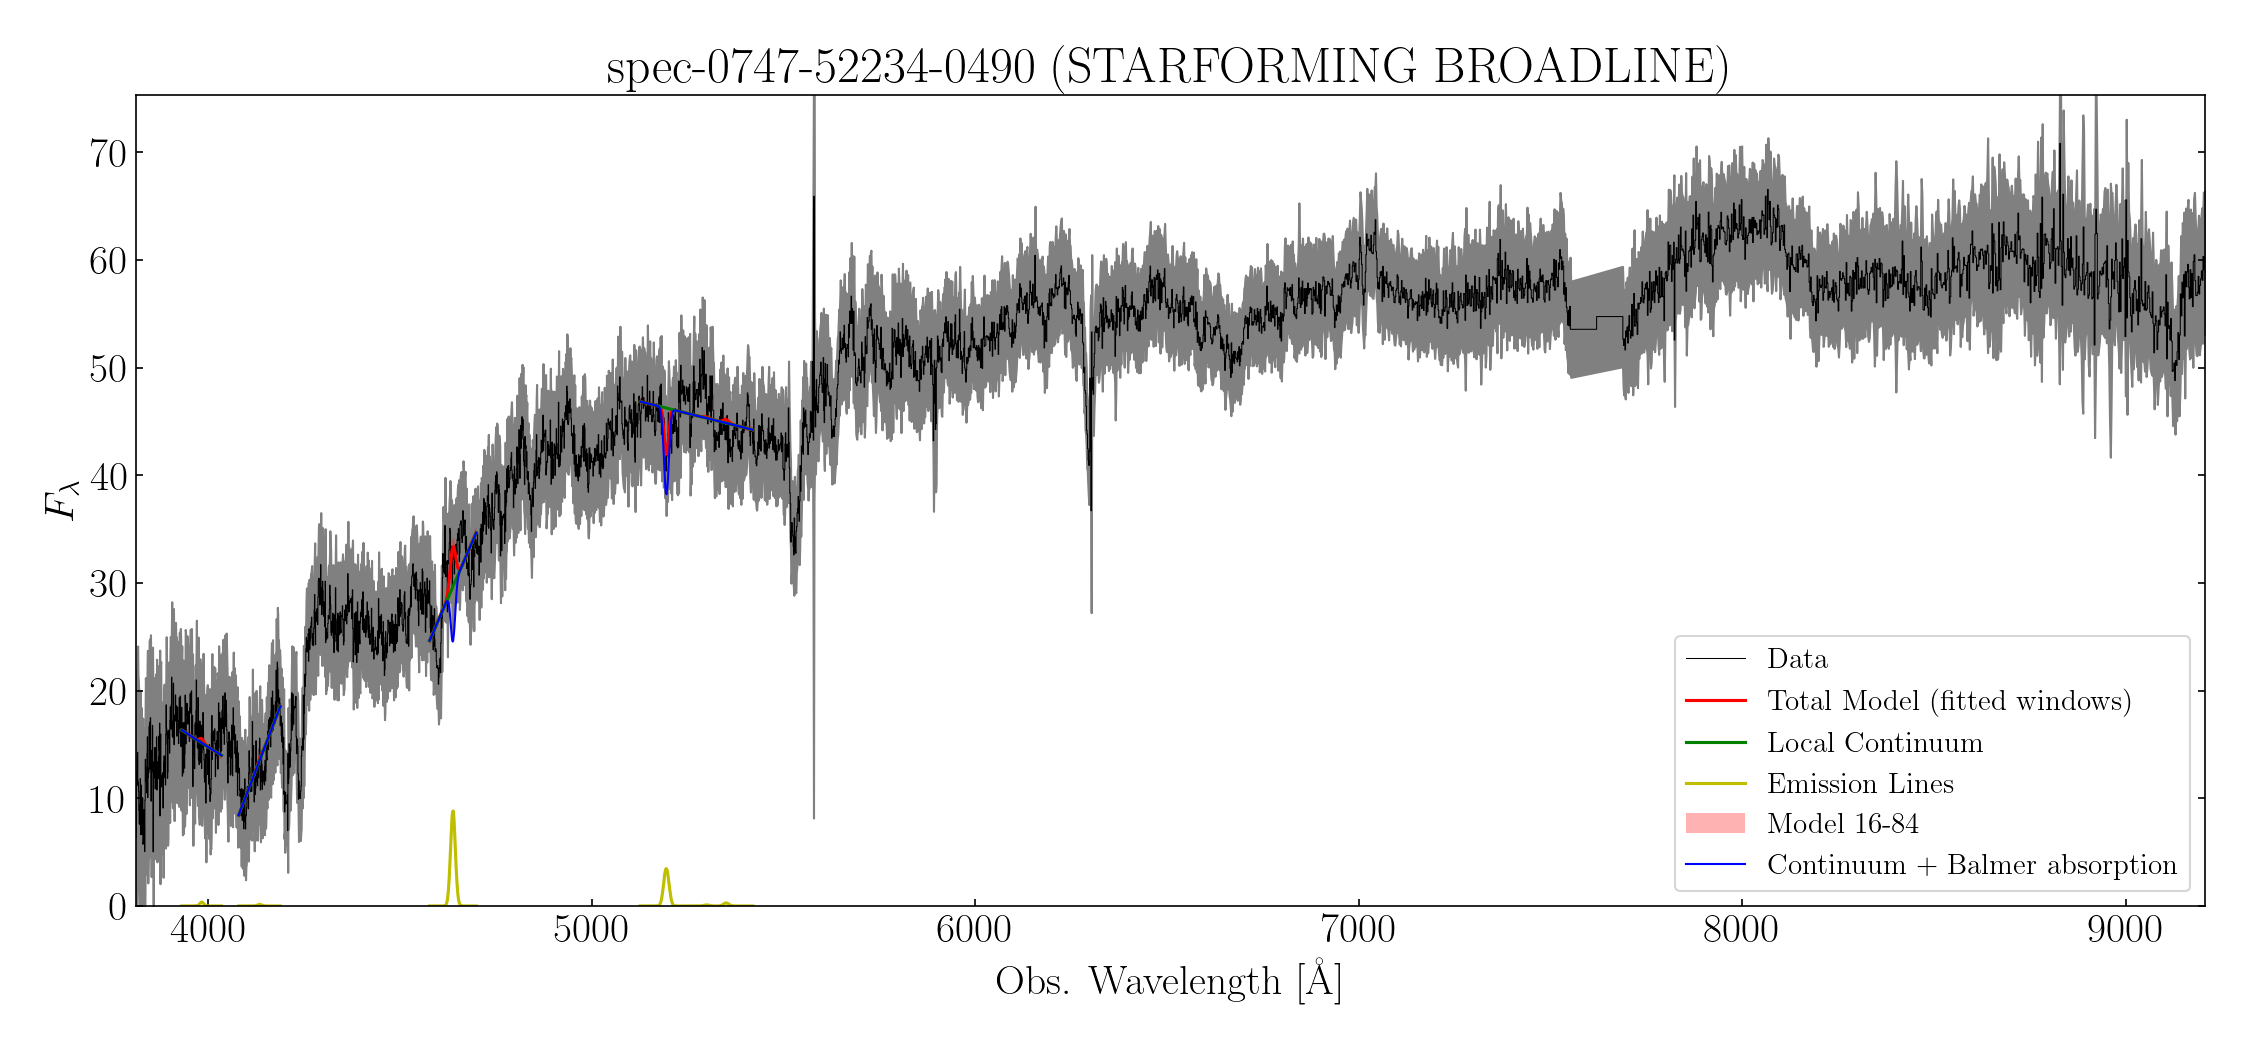 spec-0747-52234-0490 (STARFORMING BROADLINE)
70
60
50
40
30
20
10
0
F_λ
4000 5000 6000 7000 8000 9000
Obs. Wavelength [Å]
Data
Total Model (fitted windows)
Local Continuum
Emission Lines
Model 16-84
Continuum + Balmer absorption